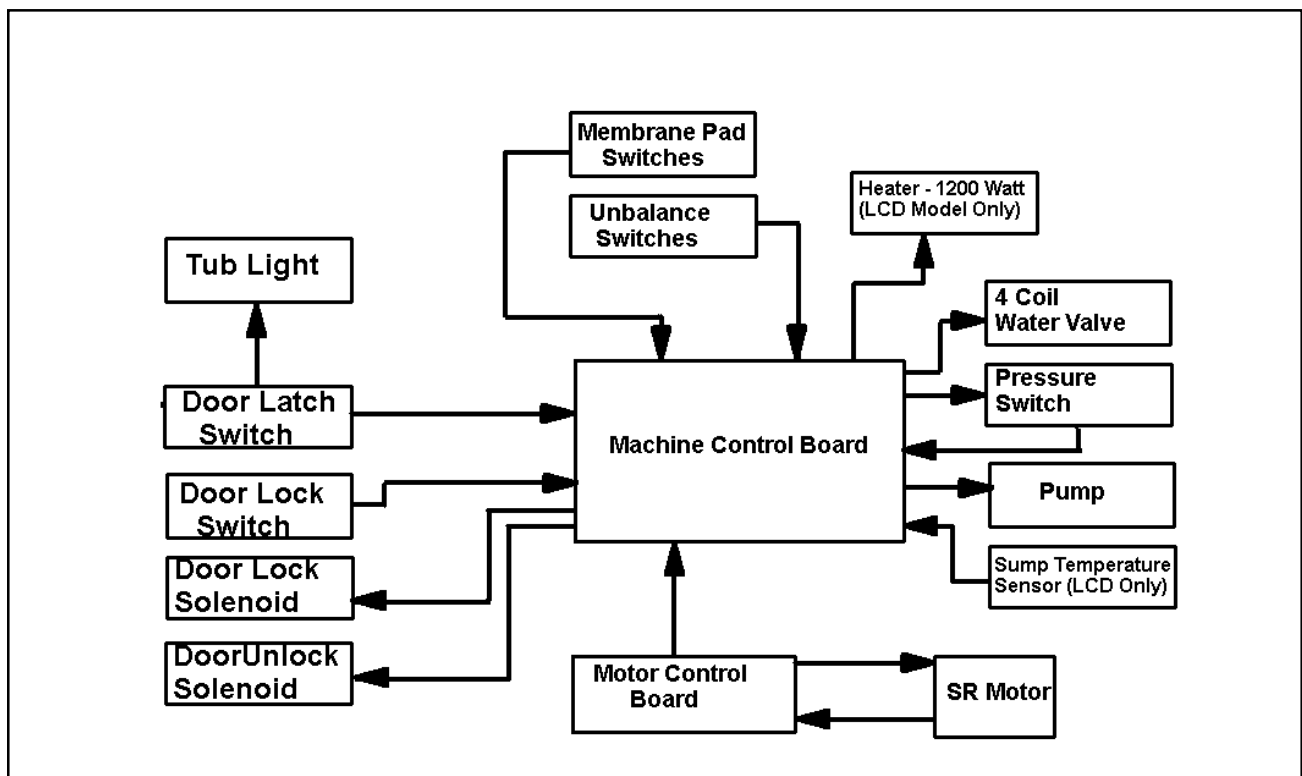 Membrane Pad
Switches
Heater - 1200 Watt
(LCD Model Only)
Unbalance
Switches
Tub Light
4 Coil
Water Valve
Door Latch
Switch
Pressure
Switch
Machine Control Board
Door Lock
Switch
Pump
Door Lock
Solenoid
Sump Temperature
Sensor (LCD Only)
DoorUnlock
Solenoid
Motor Control
Board
SR Motor